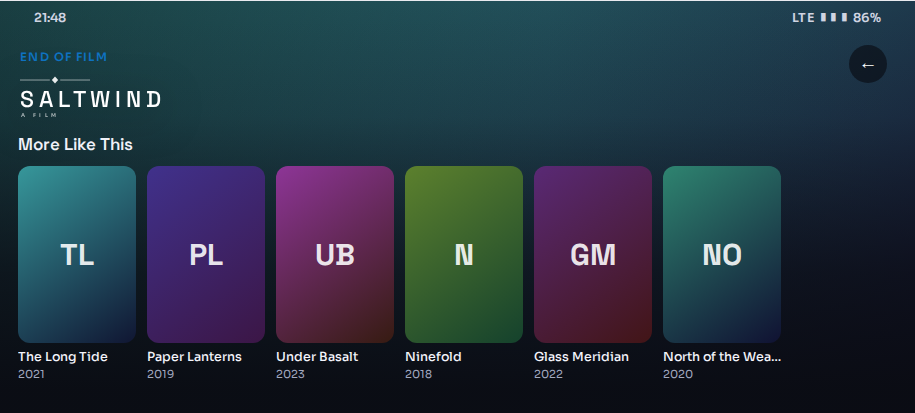 21:48
LTE 86%
END OF FILM
←
SALTWIND
A FILM
More Like This
TL
PL
UB
N
GM
NO
The Long Tide
Paper Lanterns
Under Basalt
Ninefold
Glass Meridian
North of the Wea...
2021
2019
2023
2018
2022
2020